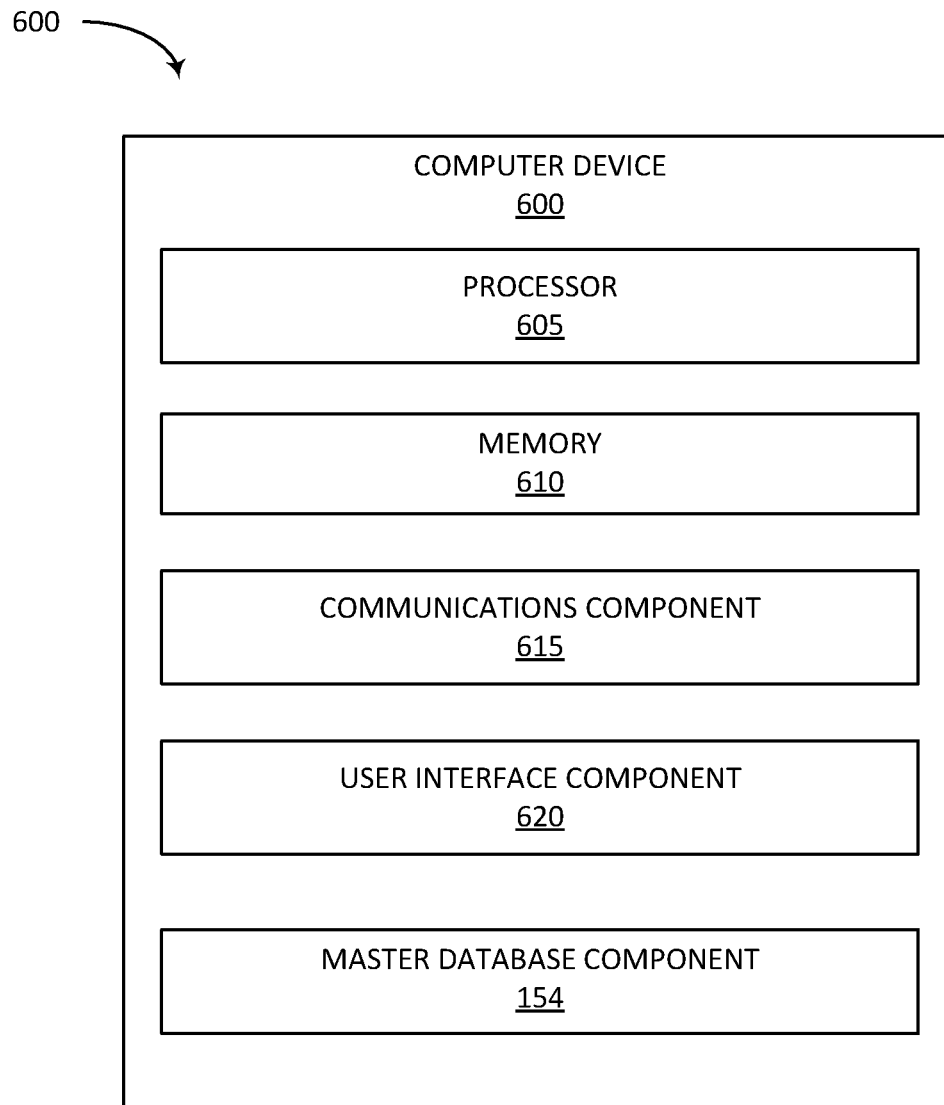 600
COMPUTER DEVICE
600
PROCESSOR
605
MEMORY
610
COMMUNICATIONS COMPONENT
615
USER INTERFACE COMPONENT
620
MASTER DATABASE COMPONENT
154